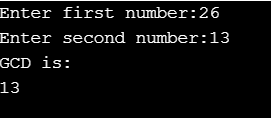 Enter first number:26
Enter second number:13
GCD is:
13